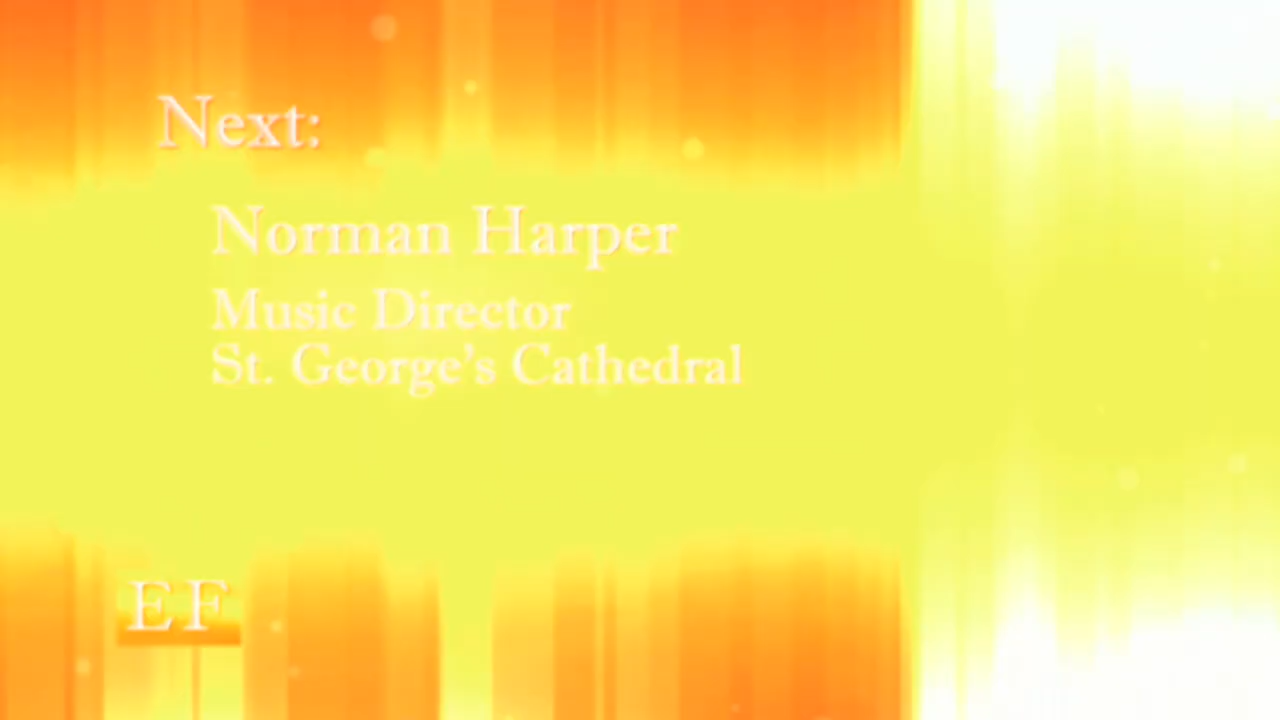 Next:
Norman Harper
Music Director
St. George's Cathedral
EF